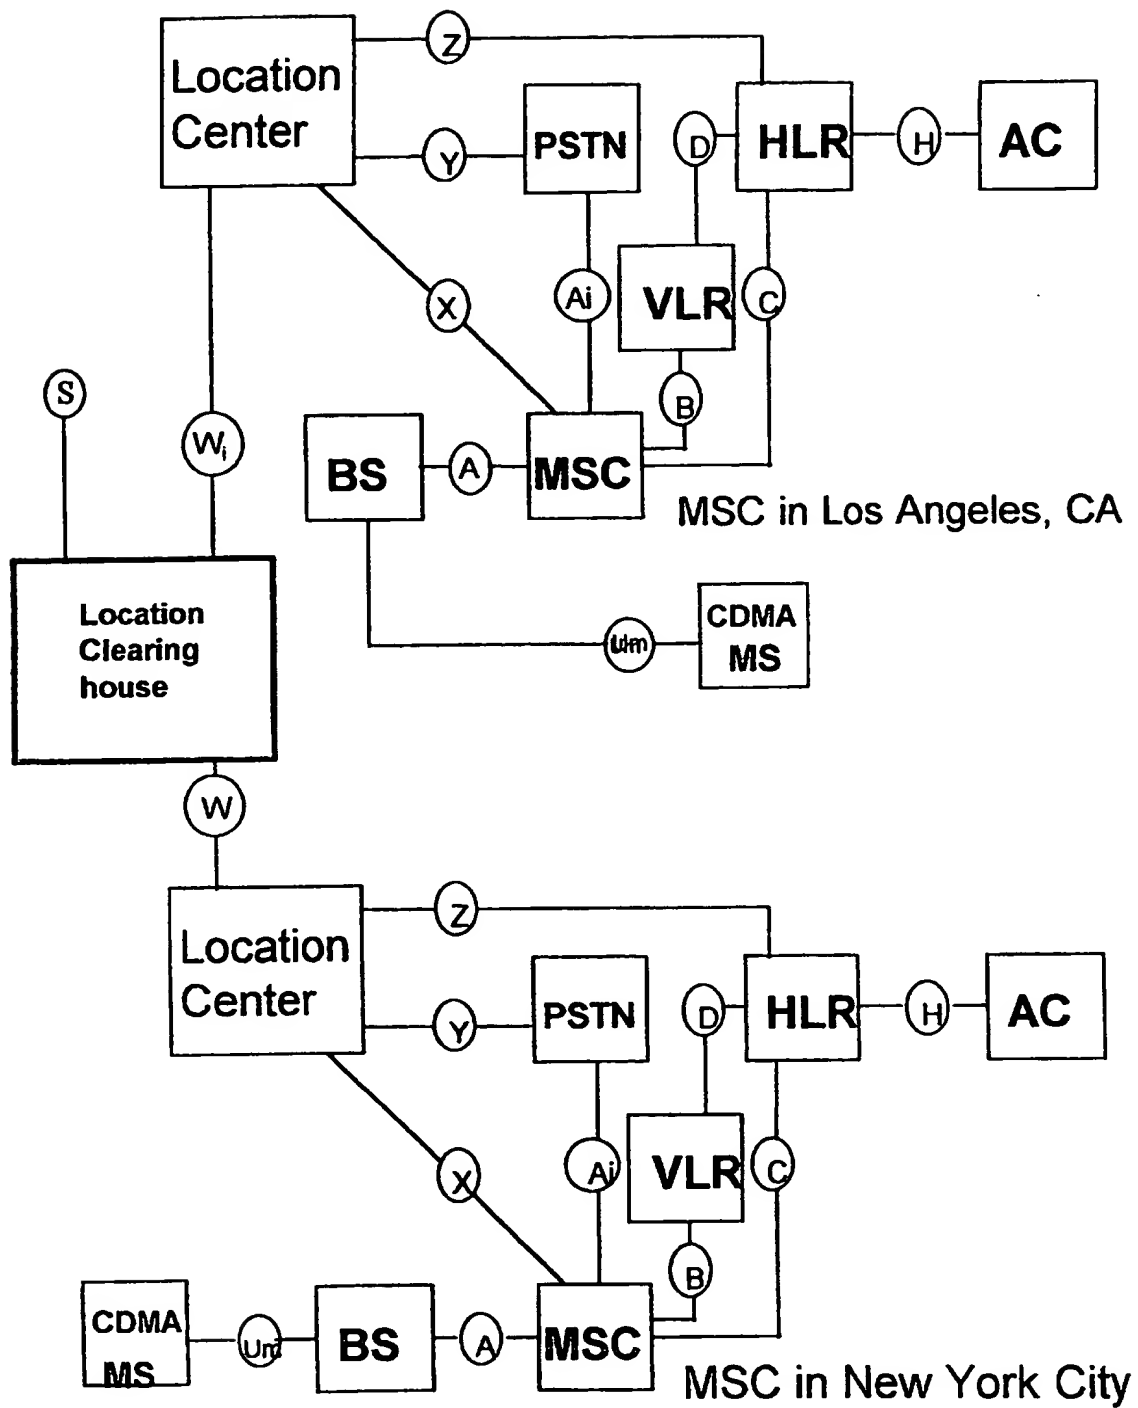 Z
Location
Center
PSTN
D
HLR
H
AC
Y
Ai
VLR
C
X
S
Wi
B
BS
A
MSC
MSC in Los Angeles, CA
Location
Clearing
house
Um
CDMA
MS
W
Z
Location
Center
PSTN
D
HLR
H
AC
Y
Ai
VLR
C
X
B
CDMA
MS
Um
BS
A
MSC
MSC in New York City